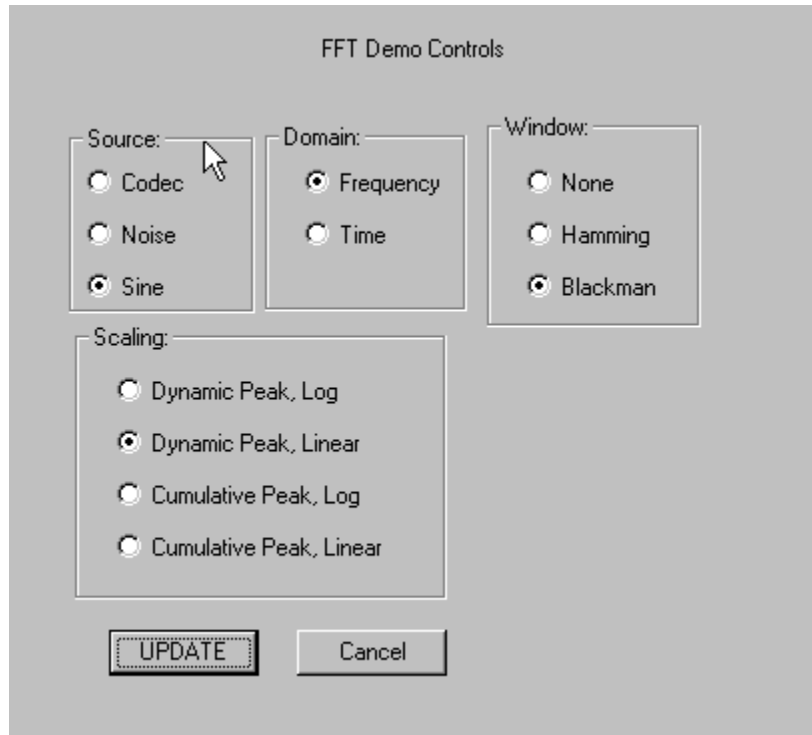 FFT Demo Controls
Source:
Codec
Noise
Sine
Domain:
Frequency
Time
Window:
None
Hamming
Blackman
Scaling:
Dynamic Peak, Log
Dynamic Peak, Linear
Cumulative Peak, Log
Cumulative Peak, Linear
UPDATE
Cancel